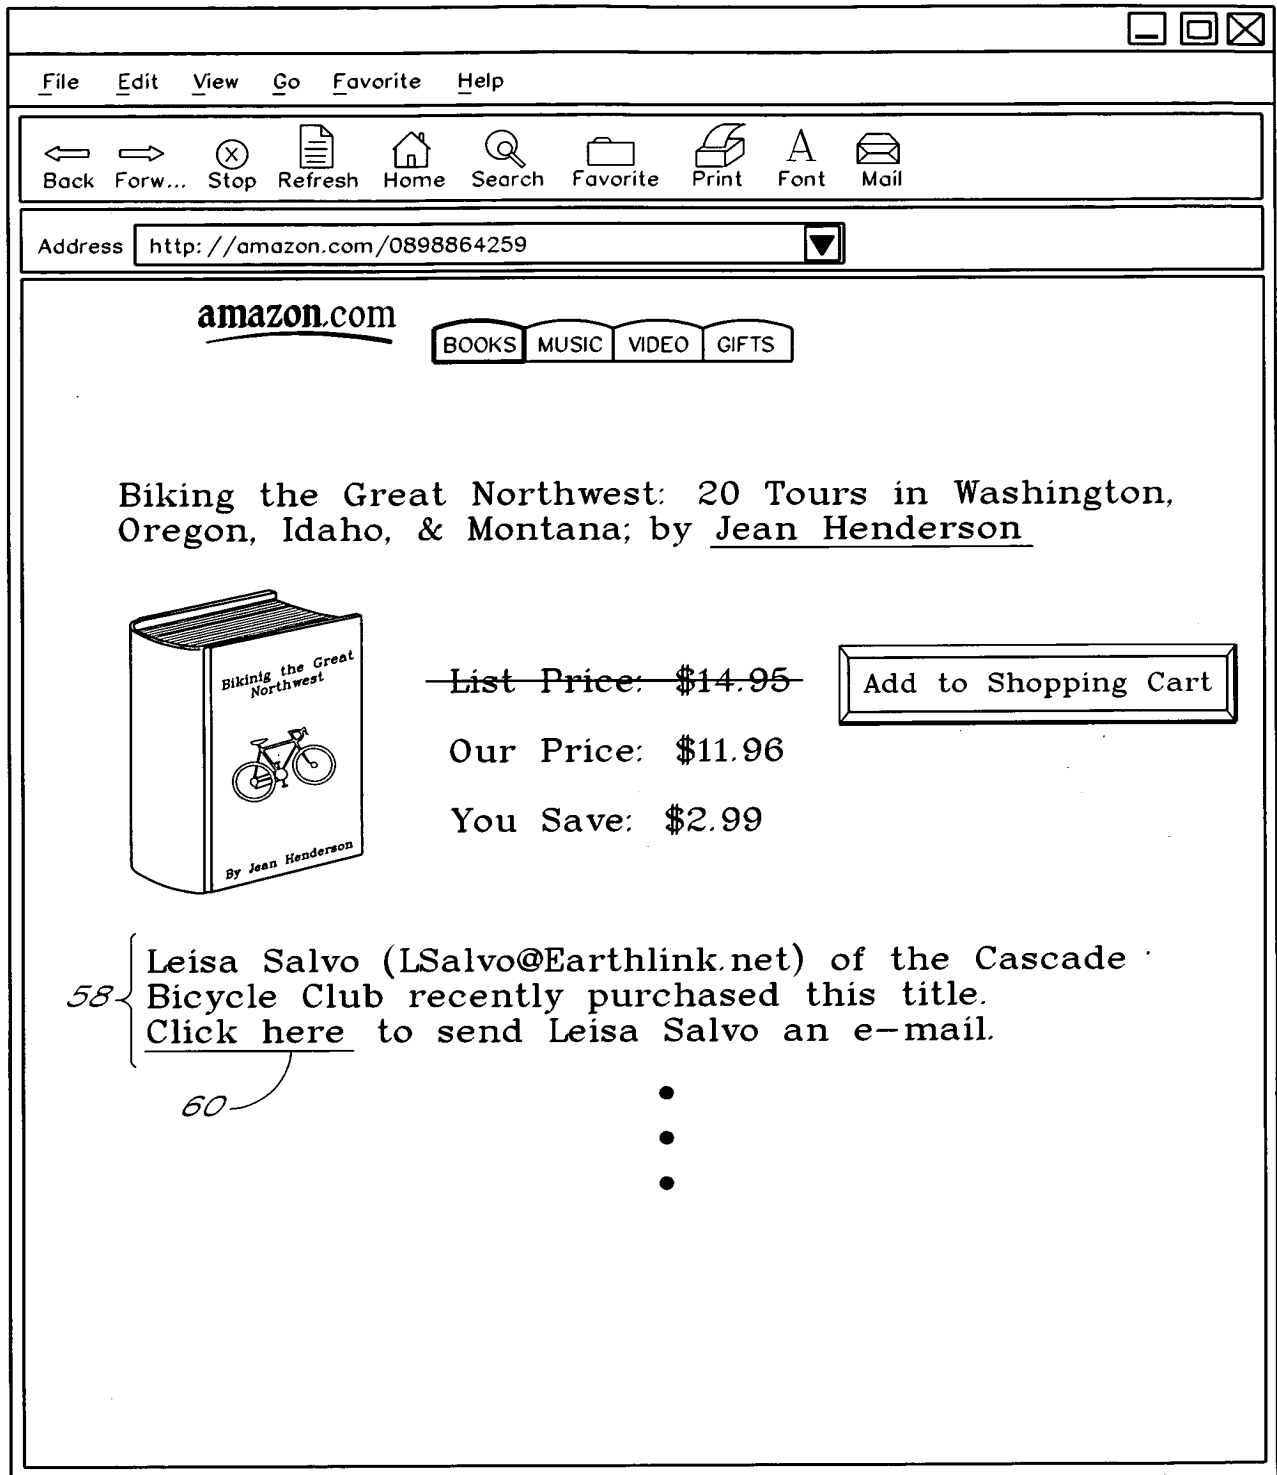 File Edit View Go Favorite Help
Back Forw... Stop Refresh Home Search Favorite Print Font Mail
A
Address http://amazon.com/0898864259
amazon.com
BOOKS MUSIC VIDEO GIFTS
Biking the Great Northwest: 20 Tours in Washington,
Oregon, Idaho, & Montana; by Jean Henderson
Bikinig the Great
Northwest
By Jean Henderson
List Price: $14.95
Add to Shopping Cart
Our Price: $11.96
You Save: $2.99
58
Leisa Salvo (LSalvo@Earthlink.net) of the Cascade
Bicycle Club recently purchased this title.
Click here to send Leisa Salvo an e-mail.
60